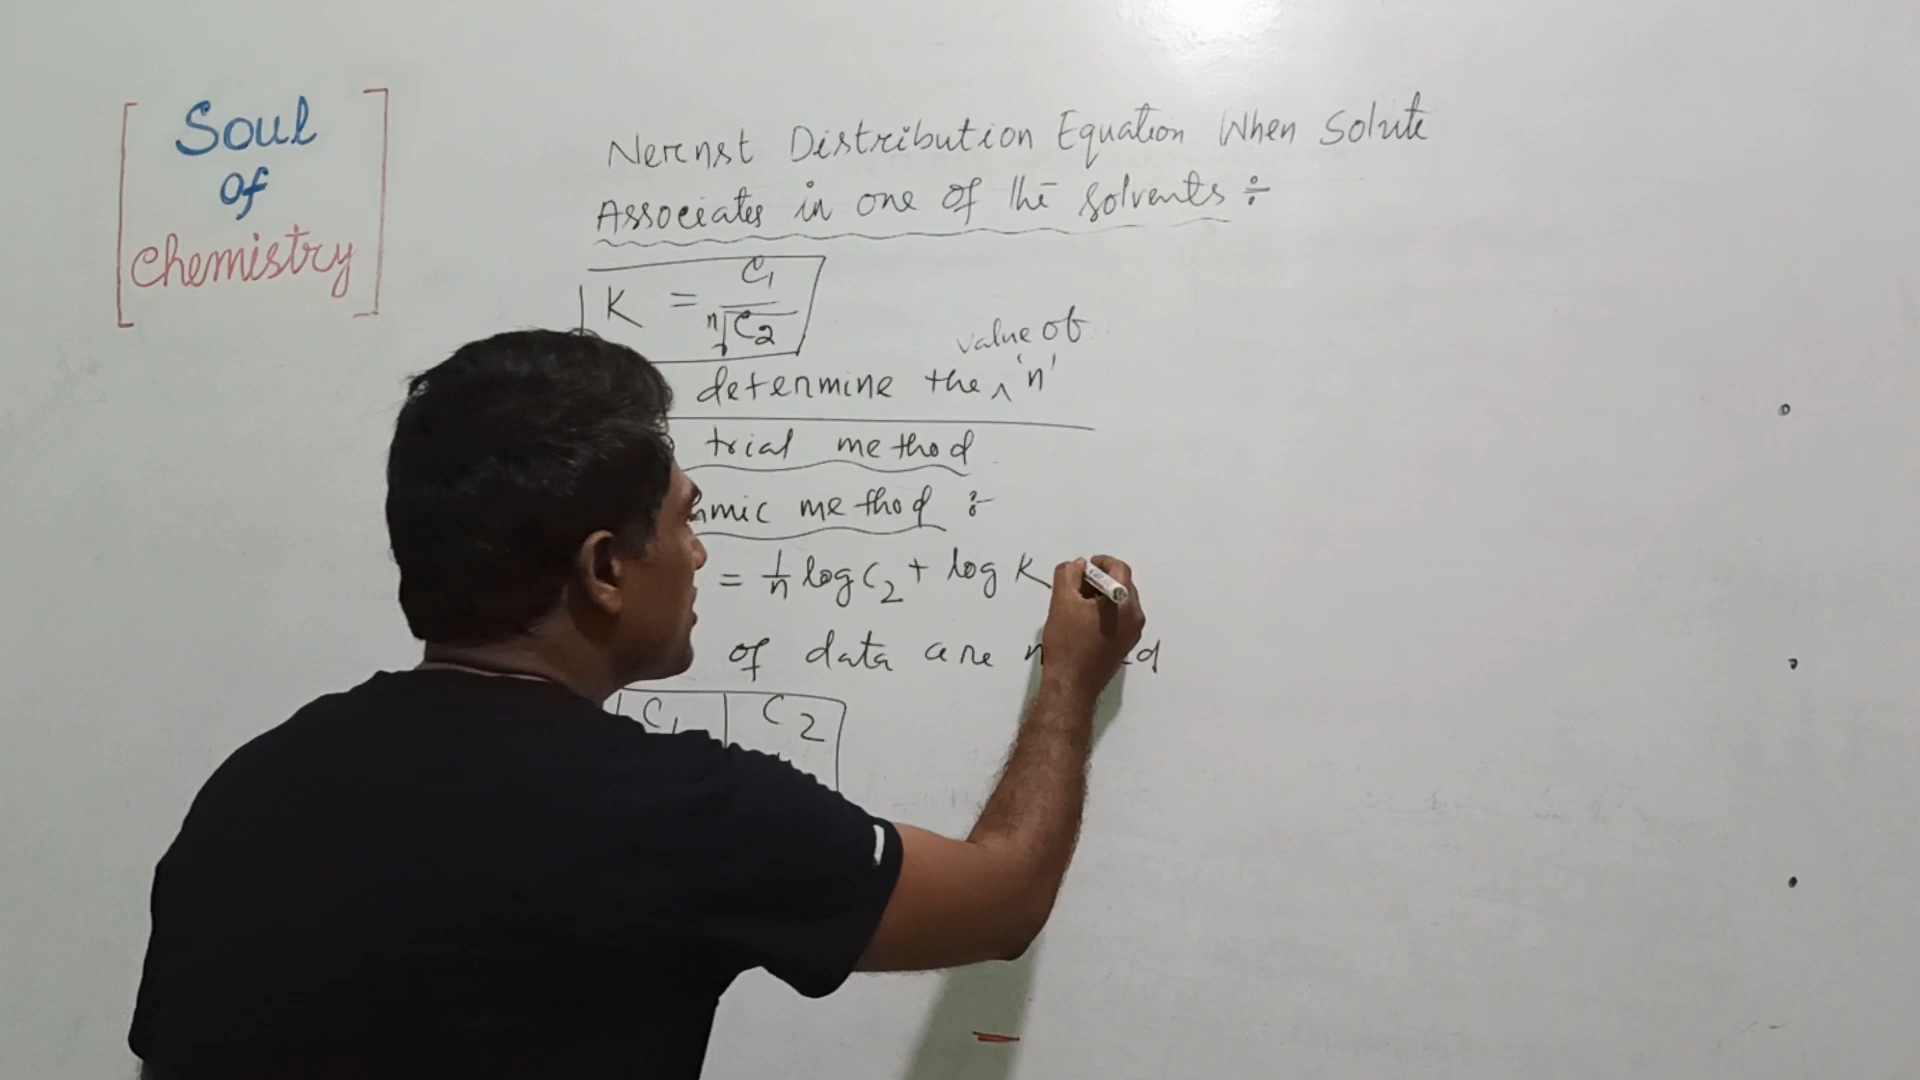 Soul
of
Chemistry
Nernst Distribution Equation When Solute
Associates in one of the solvents ÷
K = C₁ / ⁿ√C₂
value of
determine the ^ 'n'
trial method
method :-
= 1/n log C₂ + log K
of data are
C₁ | C₂